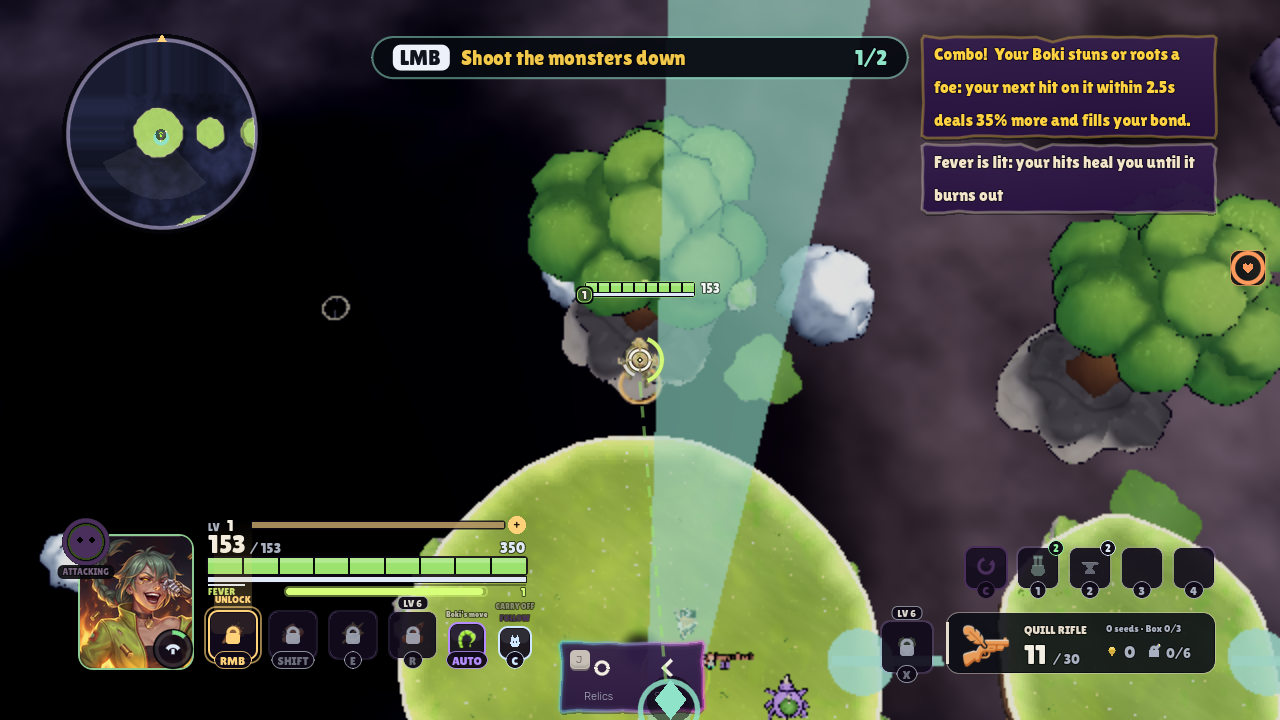 LMB Shoot the monsters down 1/2
Combo! Your Boki stuns or roots a
foe: your next hit on it within 2.5s
deals 35% more and fills your bond.
Fever is lit: your hits heal you until it
burns out
1 153
ATTACKING
LV 1
153 / 153 350
FEVER 1
UNLOCK
RMB
SHIFT
E
LV 6
R
Boki's move
AUTO
CARRY OFF
FOLLOW
C
J
Relics
LV 6
X
C
2
1
2
2
3
4
QUILL RIFLE
0 seeds · Box 0/3
11 / 30
0
0/6